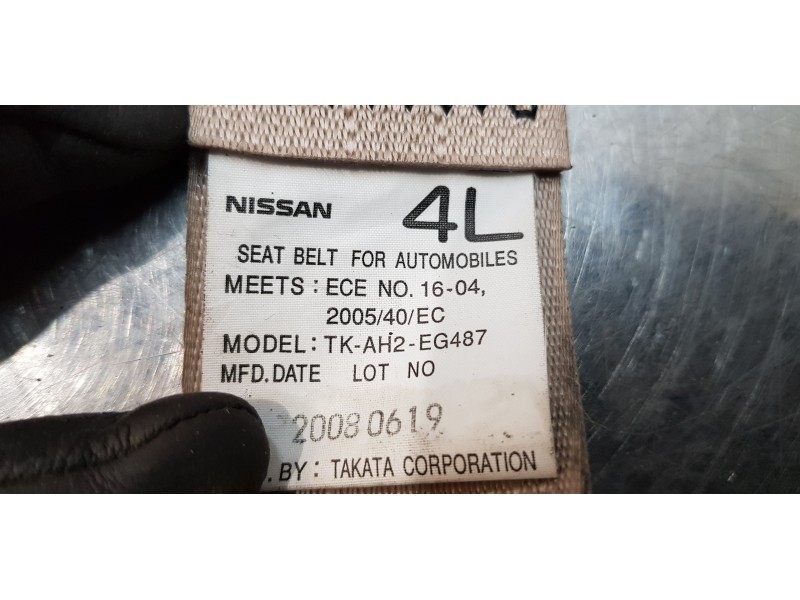 NISSAN 4L
SEAT BELT FOR AUTOMOBILES
MEETS: ECE NO. 16-04,
2005/40/EC
MODEL: TK-AH2-EG487
MFD.DATE LOT NO
20080619
.BY: TAKATA CORPORATION